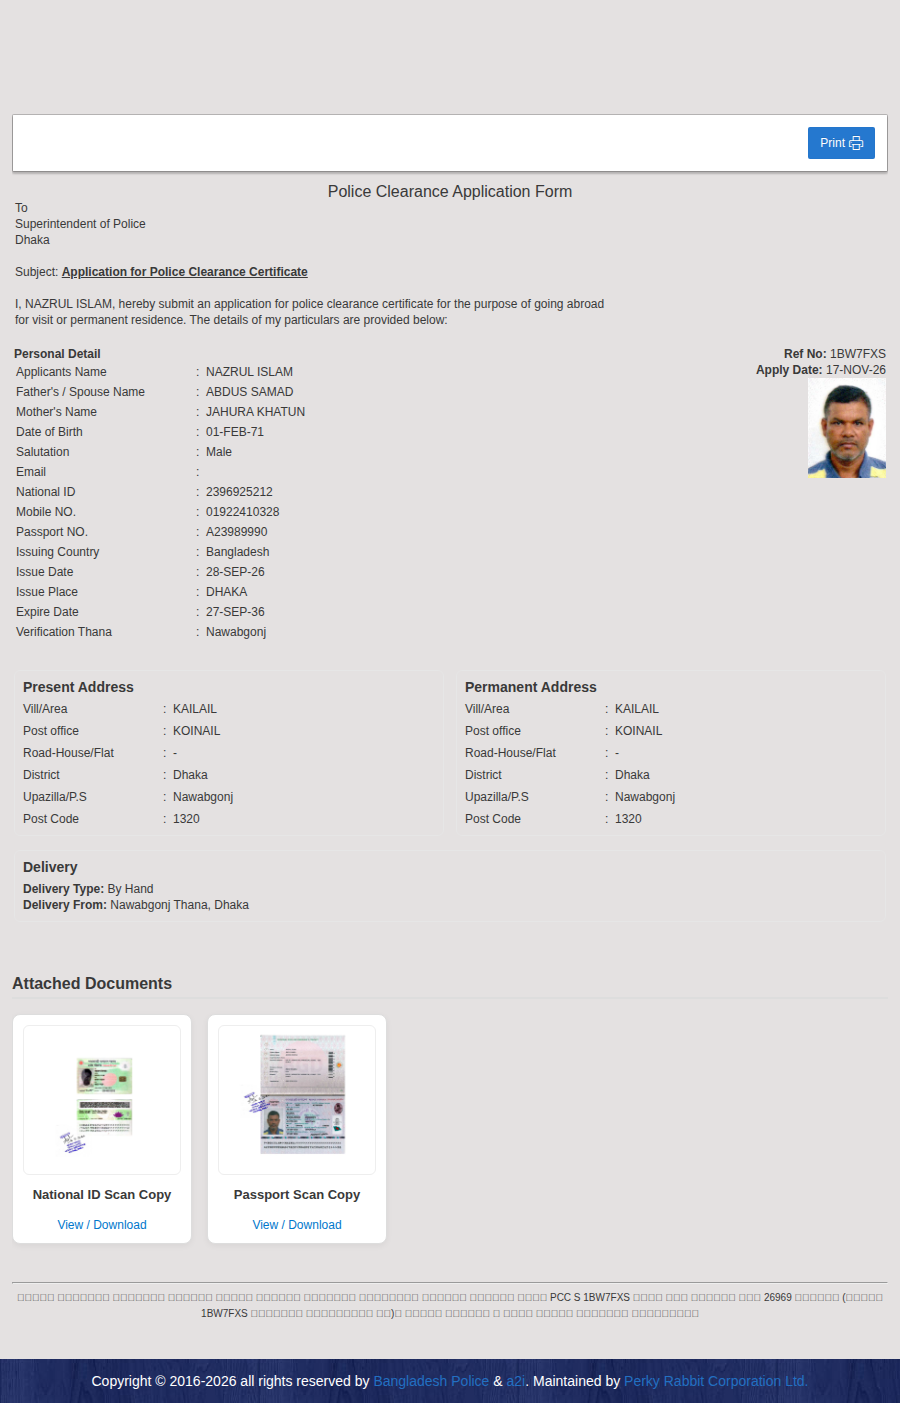 Print
Police Clearance Application Form
To
Superintendent of Police
Dhaka
Subject: Application for Police Clearance Certificate
I, NAZRUL ISLAM, hereby submit an application for police clearance certificate for the purpose of going abroad
for visit or permanent residence. The details of my particulars are provided below:
Personal Detail
Ref No: 1BW7FXS
Apply Date: 17-NOV-26
Applicants Name : NAZRUL ISLAM
Father's / Spouse Name : ABDUS SAMAD
Mother's Name : JAHURA KHATUN
Date of Birth : 01-FEB-71
Salutation : Male
Email :
National ID : 2396925212
Mobile NO. : 01922410328
Passport NO. : A23989990
Issuing Country : Bangladesh
Issue Date : 28-SEP-26
Issue Place : DHAKA
Expire Date : 27-SEP-36
Verification Thana : Nawabgonj
Present Address
Vill/Area : KAILAIL
Post office : KOINAIL
Road-House/Flat : -
District : Dhaka
Upazilla/P.S : Nawabgonj
Post Code : 1320
Permanent Address
Vill/Area : KAILAIL
Post office : KOINAIL
Road-House/Flat : -
District : Dhaka
Upazilla/P.S : Nawabgonj
Post Code : 1320
Delivery
Delivery Type: By Hand
Delivery From: Nawabgonj Thana, Dhaka
Attached Documents
National ID Scan Copy
View / Download
Passport Scan Copy
View / Download
PCC S 1BW7FXS 26969 (
1BW7FXS )
Copyright © 2016-2026 all rights reserved by Bangladesh Police & a2i. Maintained by Perky Rabbit Corporation Ltd.